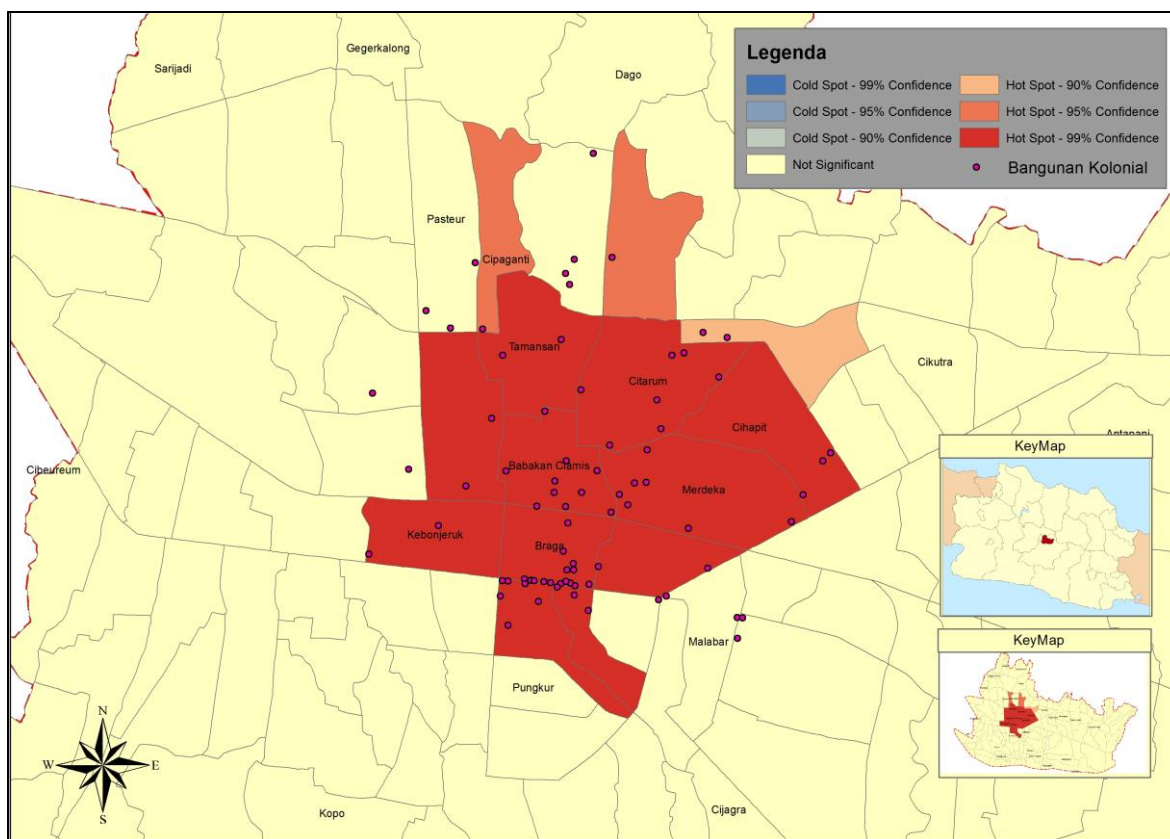 Gegerkalong
Sarijadi
Dago
Legenda
Cold Spot - 99% Confidence
Hot Spot - 90% Confidence
Cold Spot - 95% Confidence
Hot Spot - 95% Confidence
Cold Spot - 90% Confidence
Hot Spot - 99% Confidence
Not Significant
Bangunan Kolonial
Pasteur
Cipaganti
Tamansari
Citarum
Cikutra
Cihapit
Antapani
KeyMap
Cibeureum
Babakan Ciamis
Merdeka
Kebonjeruk
Braga
KeyMap
Malabar
Pungkur
N
W
E
S
Kopo
Cijagra